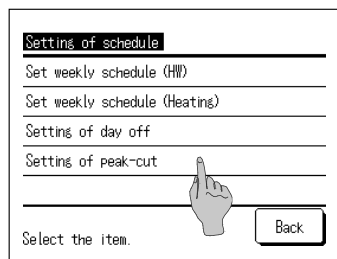 Setting of schedule
Set weekly schedule (HW)
Set weekly schedule (Heating)
Setting of day off
Setting of peak-cut
Select the item.
Back